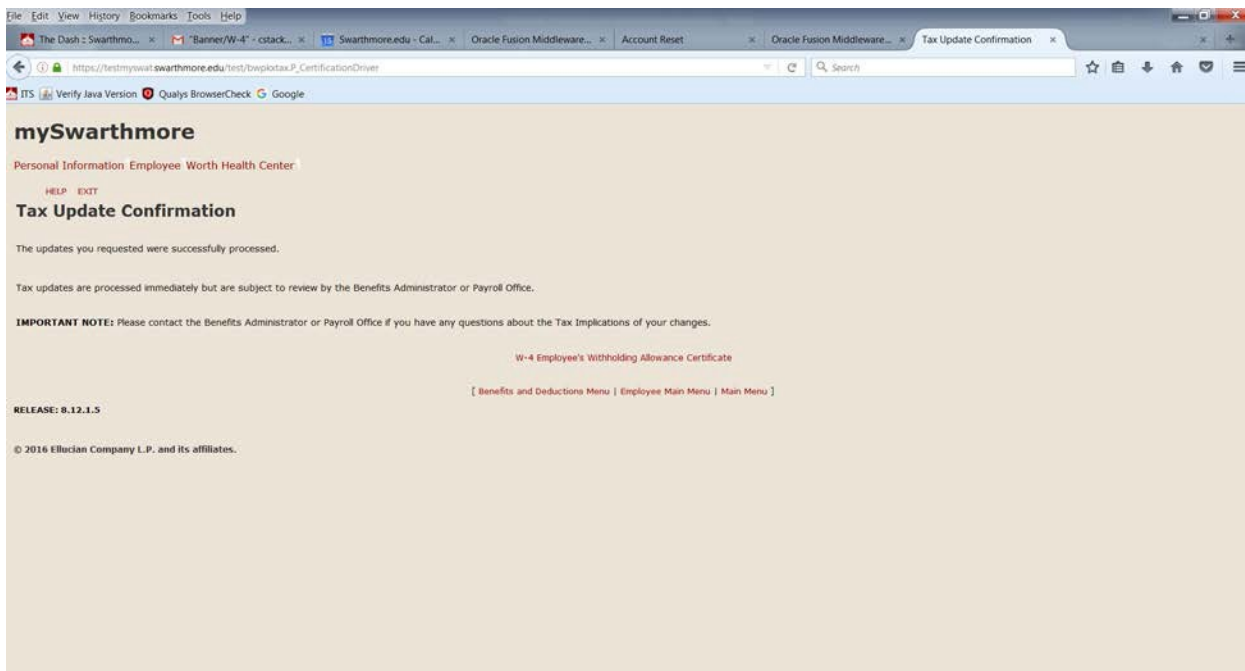 File Edit View History Bookmarks Tools Help
The Dash : Swarthmo... "Banner/W-4" - cstack... Swarthmore.edu - Cal... Oracle Fusion Middleware... Account Reset Oracle Fusion Middleware... Tax Update Confirmation
https://testmyswat.swarthmore.edu/test/bwpkxtax.P_CertificationDriver Search
ITS Verify Java Version Qualys BrowserCheck Google
mySwarthmore
Personal Information Employee Worth Health Center
HELP EXIT
Tax Update Confirmation
The updates you requested were successfully processed.
Tax updates are processed immediately but are subject to review by the Benefits Administrator or Payroll Office.
IMPORTANT NOTE: Please contact the Benefits Administrator or Payroll Office if you have any questions about the Tax Implications of your changes.
W-4 Employee's Withholding Allowance Certificate
[ Benefits and Deductions Menu | Employee Main Menu | Main Menu ]
RELEASE: 8.12.1.5
© 2016 Ellucian Company L.P. and its affiliates.